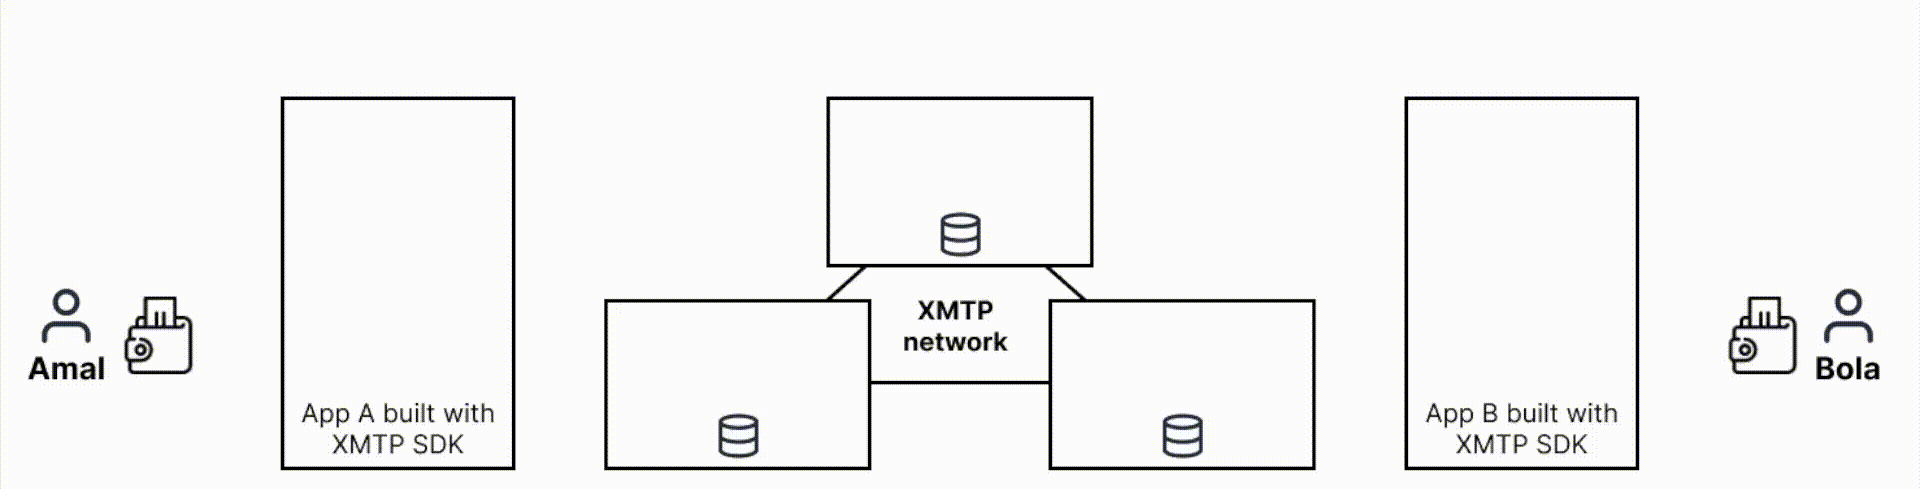 Amal
App A built with
XMTP SDK
XMTP
network
App B built with
XMTP SDK
Bola